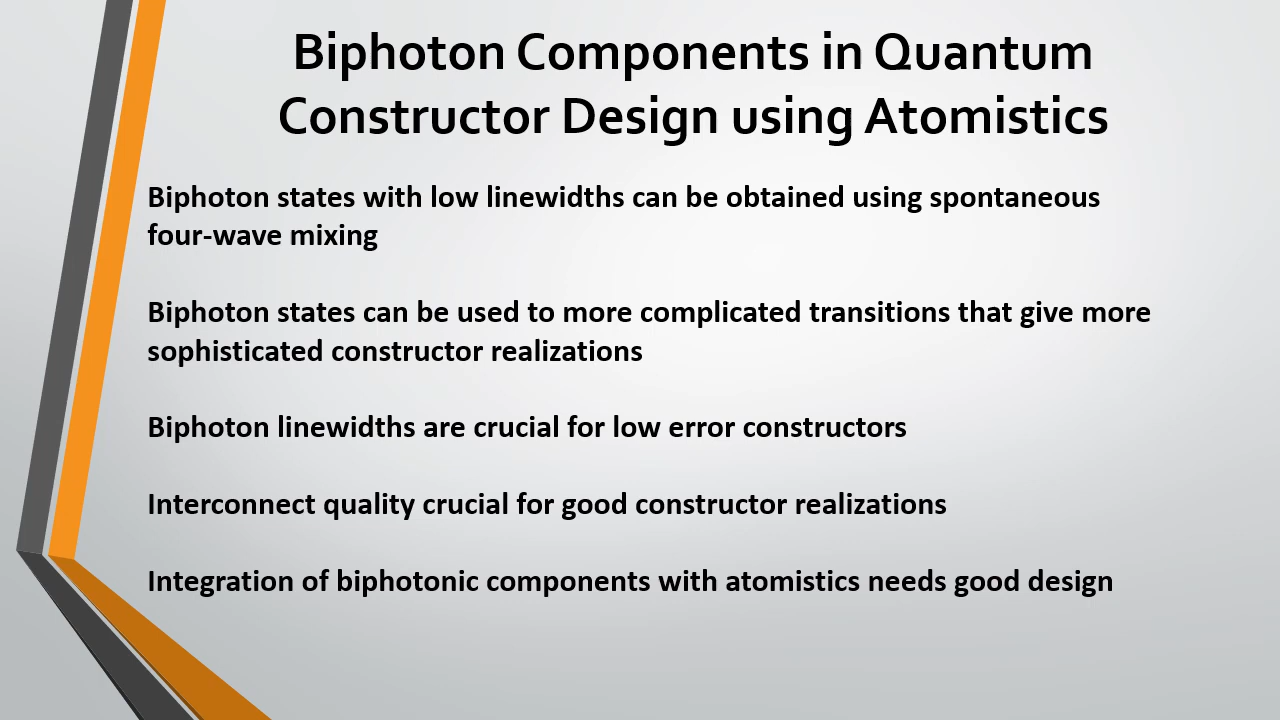 Biphoton Components in Quantum
Constructor Design using Atomistics
Biphoton states with low linewidths can be obtained using spontaneous
four-wave mixing
Biphoton states can be used to more complicated transitions that give more
sophisticated constructor realizations
Biphoton linewidths are crucial for low error constructors
Interconnect quality crucial for good constructor realizations
Integration of biphotonic components with atomistics needs good design